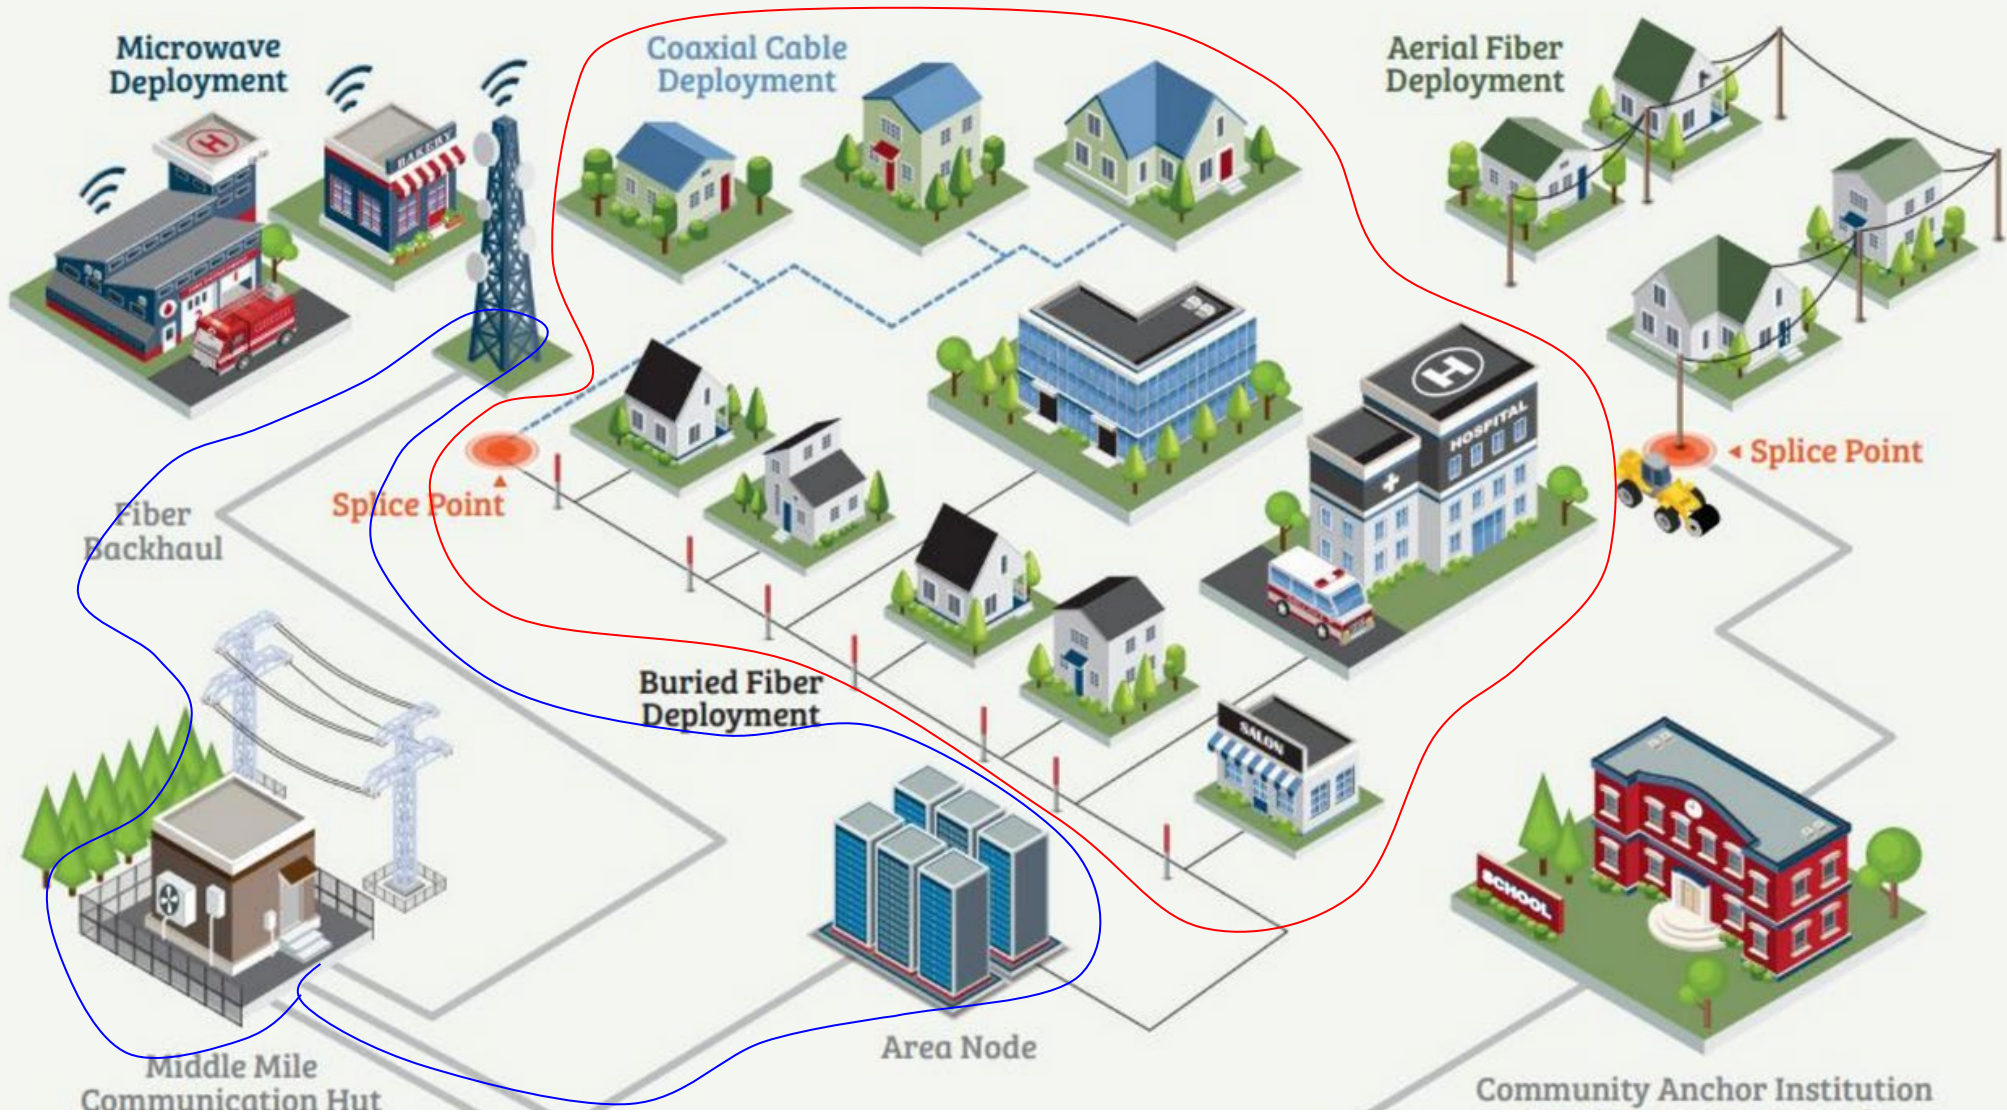 Microwave
Deployment
Coaxial Cable
Deployment
Aerial Fiber
Deployment
H
BAKERY
H
HOSPITAL
Splice Point
Splice Point
Fiber
Backhaul
Buried Fiber
Deployment
SALON
SCHOOL
Area Node
Middle Mile
Communication Hut
Community Anchor Institution